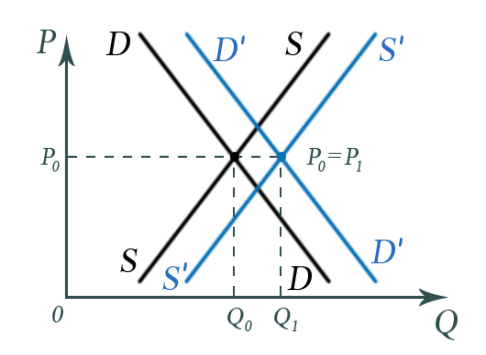 P
D
D'
S
S'
P₀
P₀=P₁
S
S'
D
D'
0
Q₀
Q₁
Q